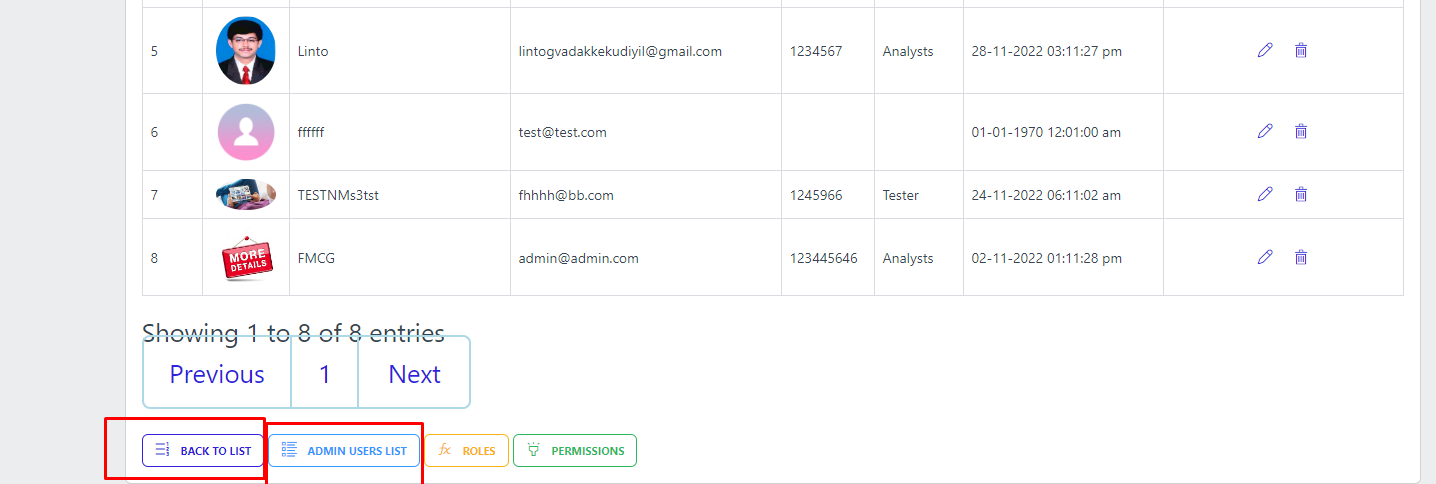 5 Linto lintogvadakkekudiyil@gmail.com 1234567 Analysts 28-11-2022 03:11:27 pm
6 ffffff test@test.com 01-01-1970 12:01:00 am
7 TESTNMs3tst fhhhh@bb.com 1245966 Tester 24-11-2022 06:11:02 am
MORE
DETAILS
8 FMCG admin@admin.com 123445646 Analysts 02-11-2022 01:11:28 pm
Showing 1 to 8 of 8 entries
Previous 1 Next
BACK TO LIST ADMIN USERS LIST fx ROLES PERMISSIONS